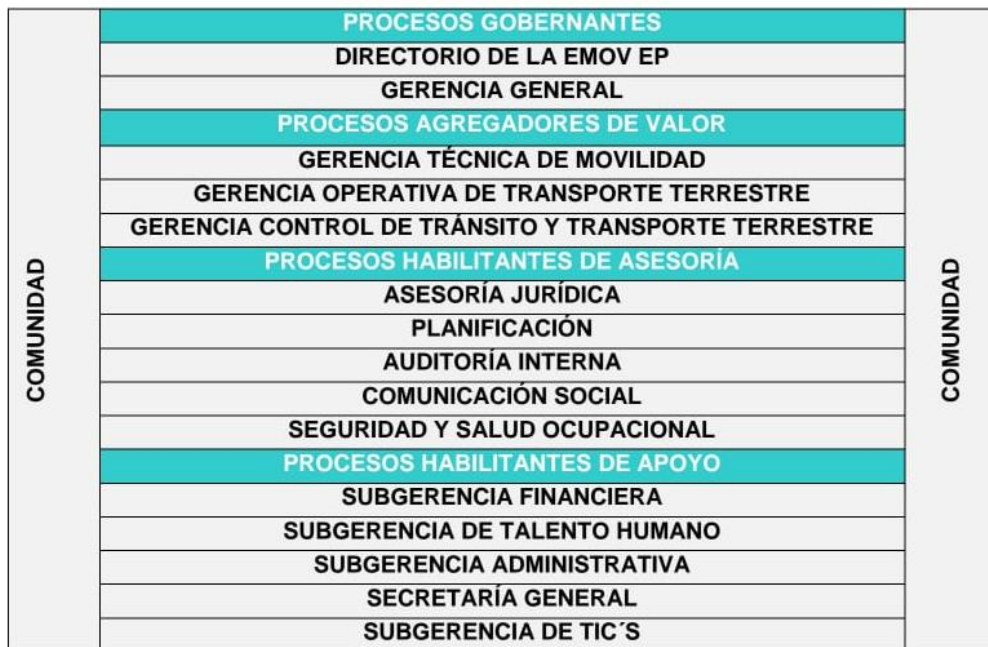 COMUNIDAD
PROCESOS GOBERNANTES
DIRECTORIO DE LA EMOV EP
GERENCIA GENERAL
PROCESOS AGREGADORES DE VALOR
GERENCIA TÉCNICA DE MOVILIDAD
GERENCIA OPERATIVA DE TRANSPORTE TERRESTRE
GERENCIA CONTROL DE TRÁNSITO Y TRANSPORTE TERRESTRE
PROCESOS HABILITANTES DE ASESORÍA
ASESORÍA JURÍDICA
PLANIFICACIÓN
AUDITORÍA INTERNA
COMUNICACIÓN SOCIAL
SEGURIDAD Y SALUD OCUPACIONAL
PROCESOS HABILITANTES DE APOYO
SUBGERENCIA FINANCIERA
SUBGERENCIA DE TALENTO HUMANO
SUBGERENCIA ADMINISTRATIVA
SECRETARÍA GENERAL
SUBGERENCIA DE TIC´S
COMUNIDAD